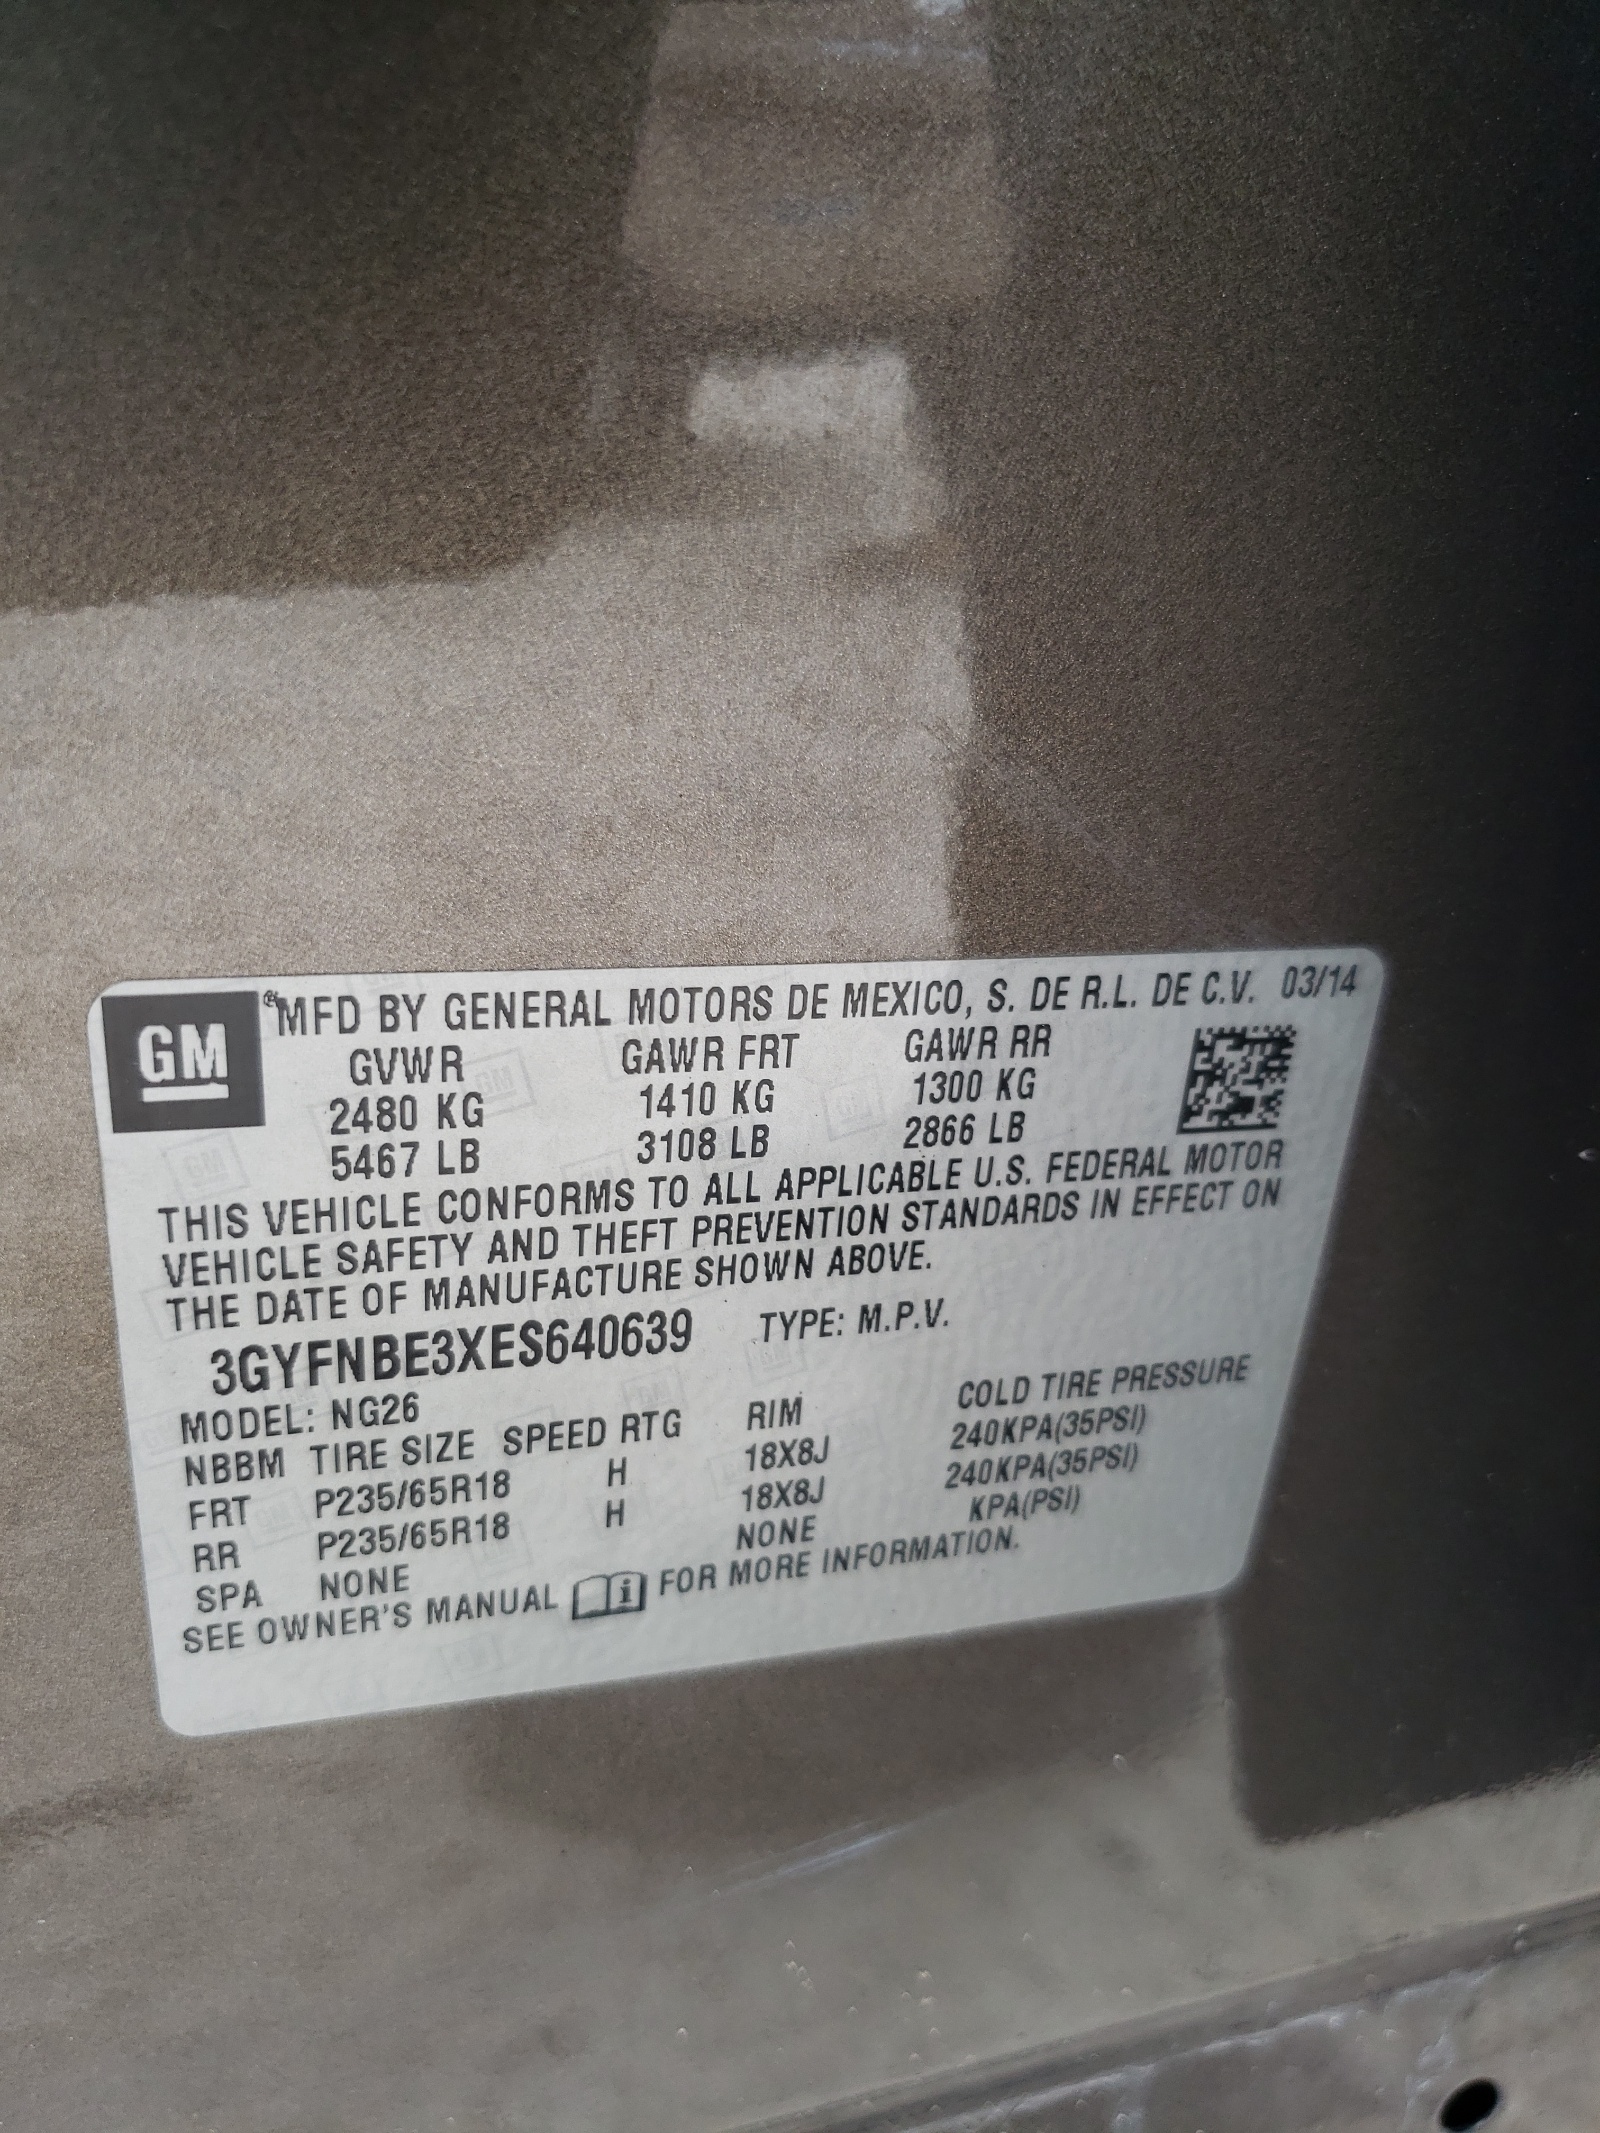 GM MFD BY GENERAL MOTORS DE MEXICO, S. DE R.L. DE C.V. 03/14
GVWR GAWR FRT GAWR RR
2480 KG 1410 KG 1300 KG
5467 LB 3108 LB 2866 LB
THIS VEHICLE CONFORMS TO ALL APPLICABLE U.S. FEDERAL MOTOR
VEHICLE SAFETY AND THEFT PREVENTION STANDARDS IN EFFECT ON
THE DATE OF MANUFACTURE SHOWN ABOVE.
3GYFNBE3XES640639 TYPE: M.P.V.
MODEL: NG26
NBBM TIRE SIZE SPEED RTG RIM COLD TIRE PRESSURE
FRT P235/65R18 H 18X8J 240KPA(35PSI)
RR P235/65R18 H 18X8J 240KPA(35PSI)
SPA NONE NONE KPA(PSI)
SEE OWNER'S MANUAL i FOR MORE INFORMATION.